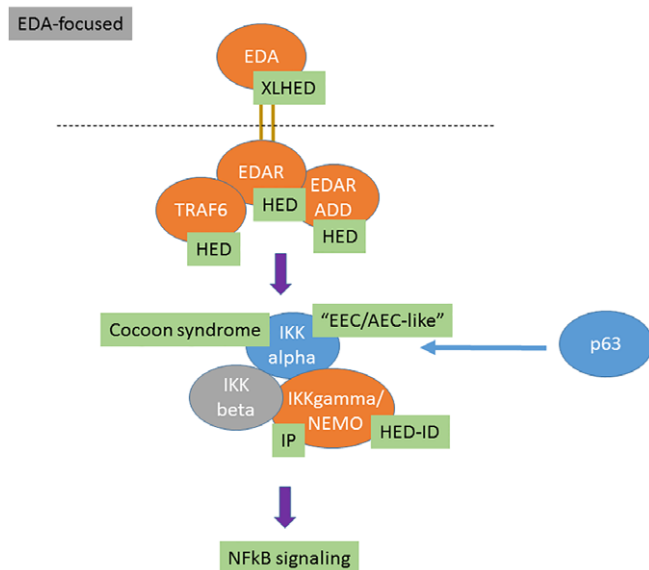 EDA-focused
EDA
XLHED
EDAR
EDAR
ADD
TRAF6
HED
HED
HED
Cocoon syndrome
IKK
alpha
“EEC/AEC-like”
p63
IKK
beta
IKKgamma/
NEMO
IP
HED-ID
NFkB signaling